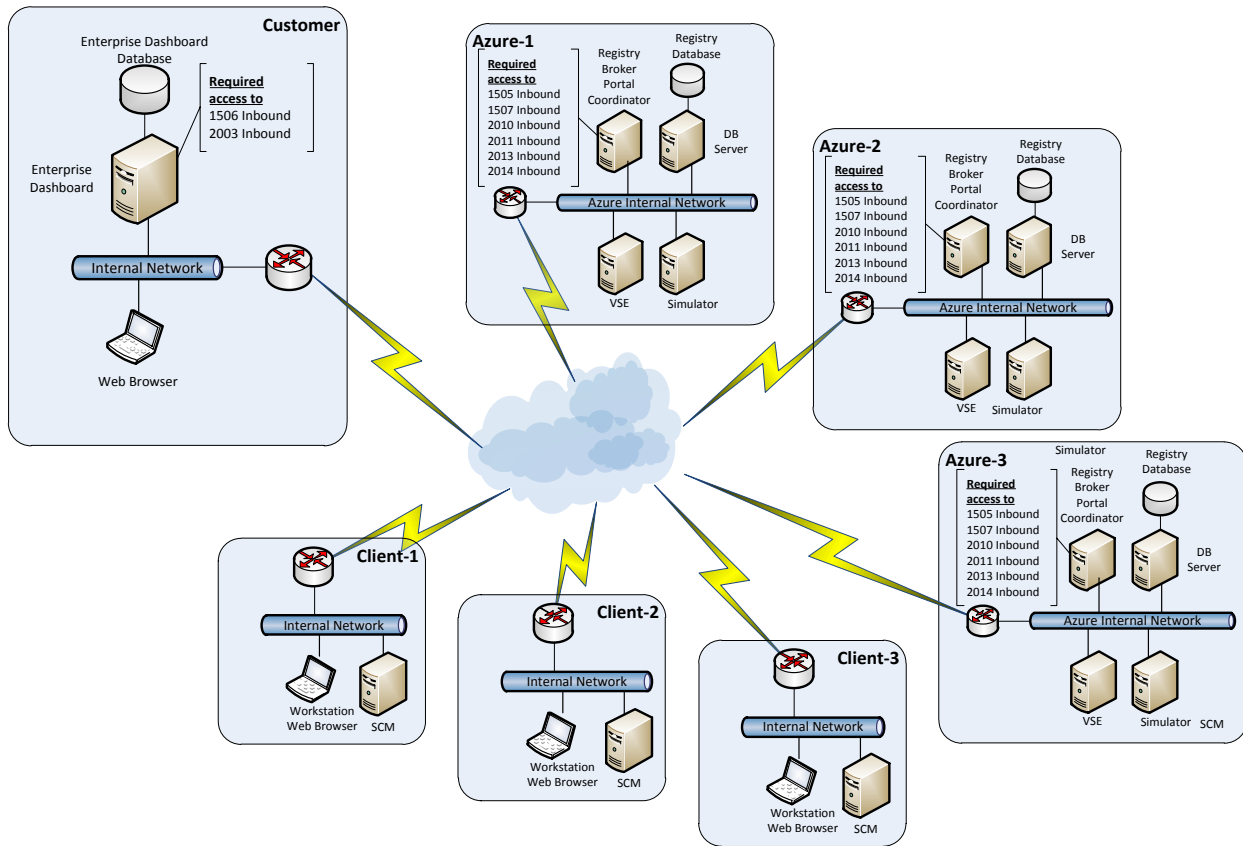 Customer
Enterprise Dashboard
Database
Required
access to
1506 Inbound
2003 Inbound
Enterprise
Dashboard
Internal Network
Web Browser
Azure-1
Required
access to
1505 Inbound
1507 Inbound
2010 Inbound
2011 Inbound
2013 Inbound
2014 Inbound
Registry
Broker
Portal
Coordinator
Registry
Database
DB
Server
Azure Internal Network
VSE
Simulator
Azure-2
Required
access to
1505 Inbound
1507 Inbound
2010 Inbound
2011 Inbound
2013 Inbound
2014 Inbound
Registry
Broker
Portal
Coordinator
Registry
Database
DB
Server
Azure Internal Network
VSE
Simulator
Azure-3
Required
access to
1505 Inbound
1507 Inbound
2010 Inbound
2011 Inbound
2013 Inbound
2014 Inbound
Simulator
Registry
Broker
Portal
Coordinator
Registry
Database
DB
Server
Azure Internal Network
VSE
Simulator
SCM
Client-1
Internal Network
Workstation
Web Browser
SCM
Client-2
Internal Network
Workstation
Web Browser
SCM
Client-3
Internal Network
Workstation
Web Browser
SCM